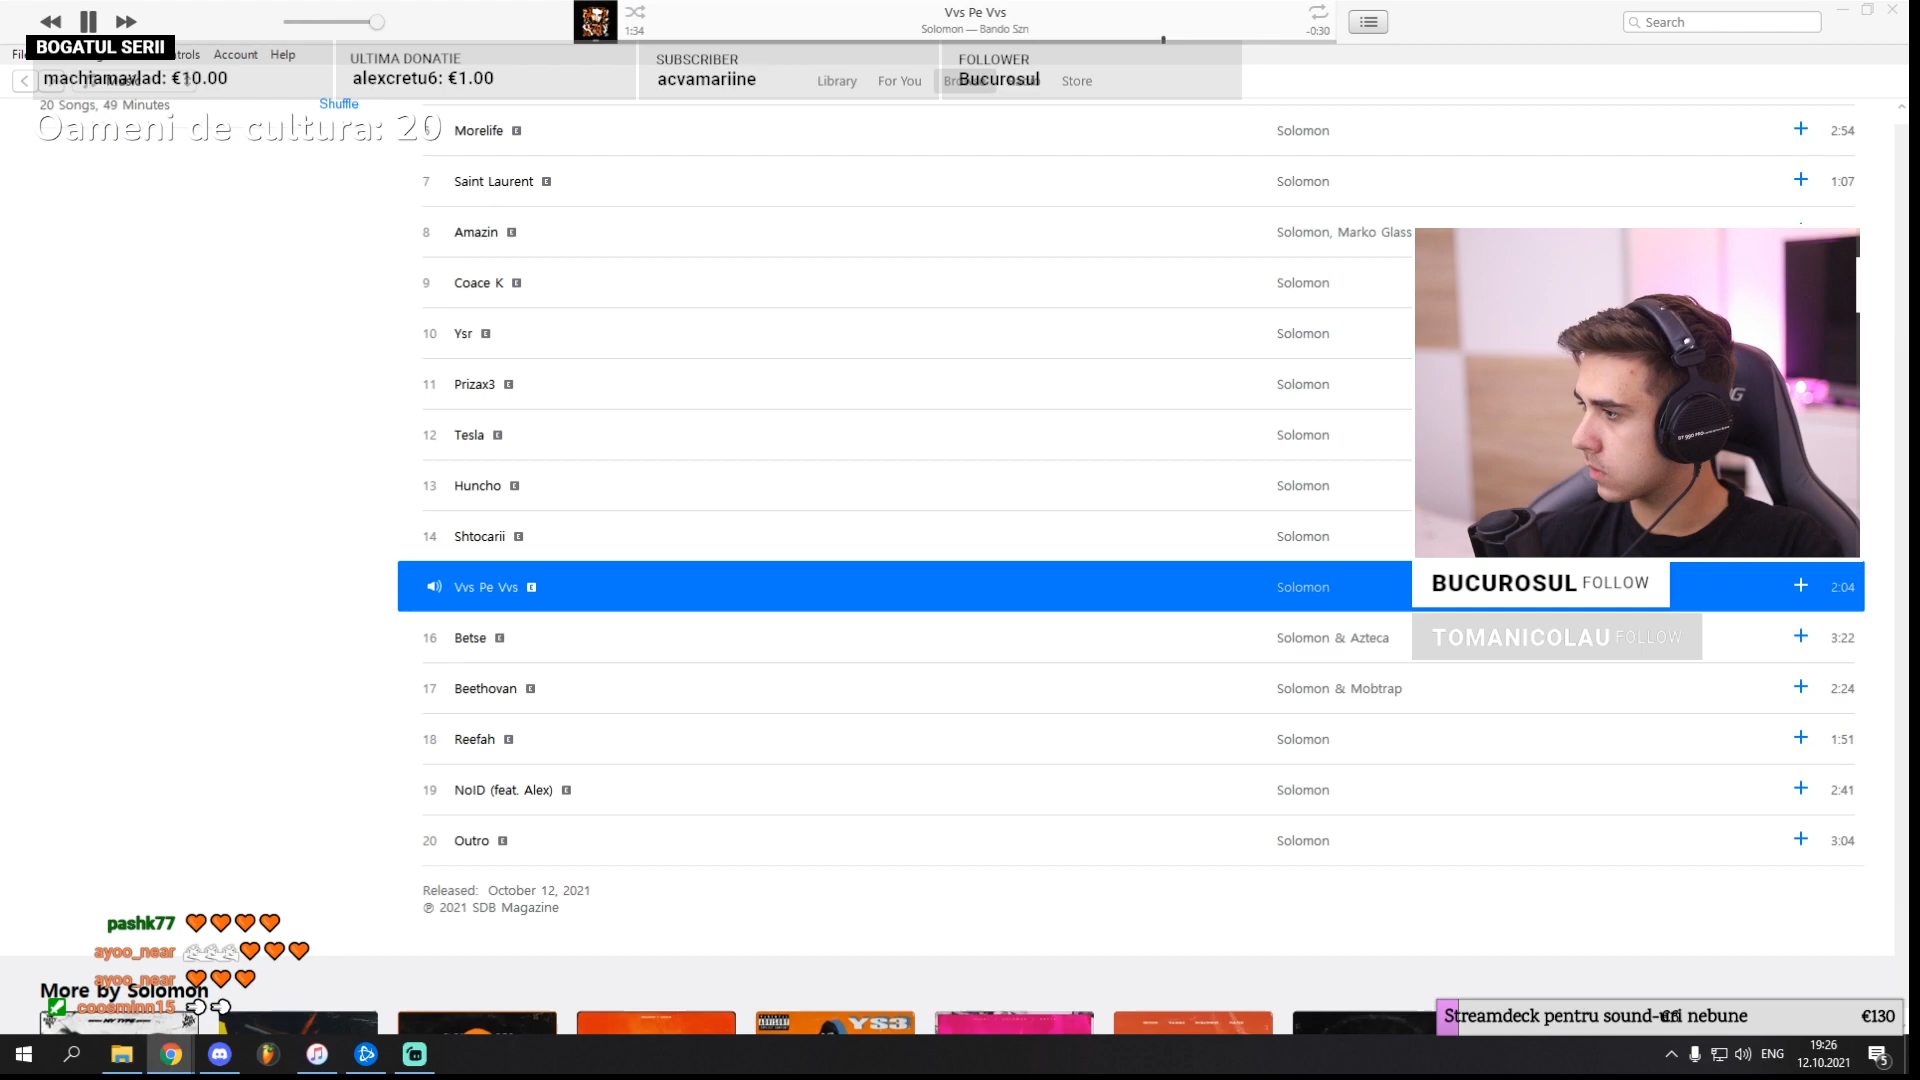 Vvs Pe Vvs
Solomon — Bando Szn
1:34
-0:30
Search
BOGATUL SERII
Account Help
machiamavlad: €10.00
ULTIMA DONATIE
alexcretu6: €1.00
SUBSCRIBER
acvamariine
FOLLOWER
Bucurosul
Library For You Store
20 Songs, 49 Minutes
Shuffle
Oameni de cultura: 20
Morelife E Solomon + 2:54
7 Saint Laurent E Solomon + 1:07
8 Amazin E Solomon, Marko Glass
9 Coace K E Solomon
10 Ysr E Solomon
11 Prizax3 E Solomon
12 Tesla E Solomon
13 Huncho E Solomon
14 Shtocarii E Solomon
Vvs Pe Vvs E Solomon + 2:04
BUCUROSUL FOLLOW
16 Betse E Solomon & Azteca + 3:22
TOMANICOLAU FOLLOW
17 Beethovan E Solomon & Mobtrap + 2:24
18 Reefah E Solomon + 1:51
19 NoID (feat. Alex) E Solomon + 2:41
20 Outro E Solomon + 3:04
Released: October 12, 2021
℗ 2021 SDB Magazine
pashk77
ayoo_near
ayoo_near
More by Solomon
coosminn15
YS3
Streamdeck pentru sound-uri nebune
€130
ENG
19:26
12.10.2021
5
DT 990 PRO